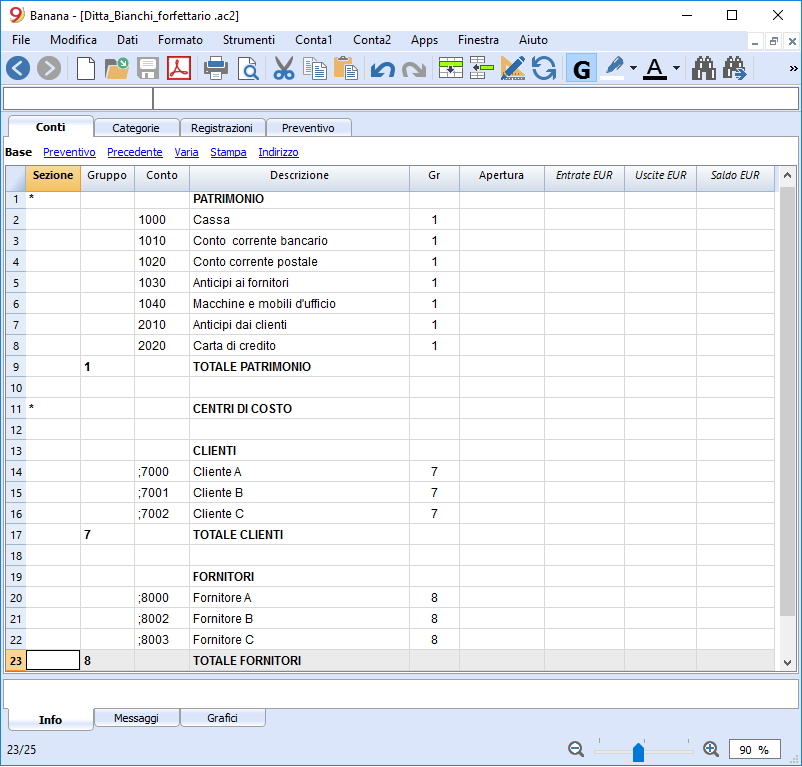 Banana - [Ditta_Bianchi_forfettario .ac2]
File Modifica Dati Formato Strumenti Conta1 Conta2 Apps Finestra Aiuto
G A »
Conti Categorie Registrazioni Preventivo
Base Preventivo Precedente Varia Stampa Indirizzo
Sezione Gruppo Conto Descrizione Gr Apertura Entrate EUR Uscite EUR Saldo EUR
1 * PATRIMONIO
2 1000 Cassa 1
3 1010 Conto corrente bancario 1
4 1020 Conto corrente postale 1
5 1030 Anticipi ai fornitori 1
6 1040 Macchine e mobili d'ufficio 1
7 2010 Anticipi dai clienti 1
8 2020 Carta di credito 1
9 1 TOTALE PATRIMONIO
10
11 * CENTRI DI COSTO
12
13 CLIENTI
14 ;7000 Cliente A 7
15 ;7001 Cliente B 7
16 ;7002 Cliente C 7
17 7 TOTALE CLIENTI
18
19 FORNITORI
20 ;8000 Fornitore A 8
21 ;8002 Fornitore B 8
22 ;8003 Fornitore C 8
23 8 TOTALE FORNITORI
Info Messaggi Grafici
23/25 90 %